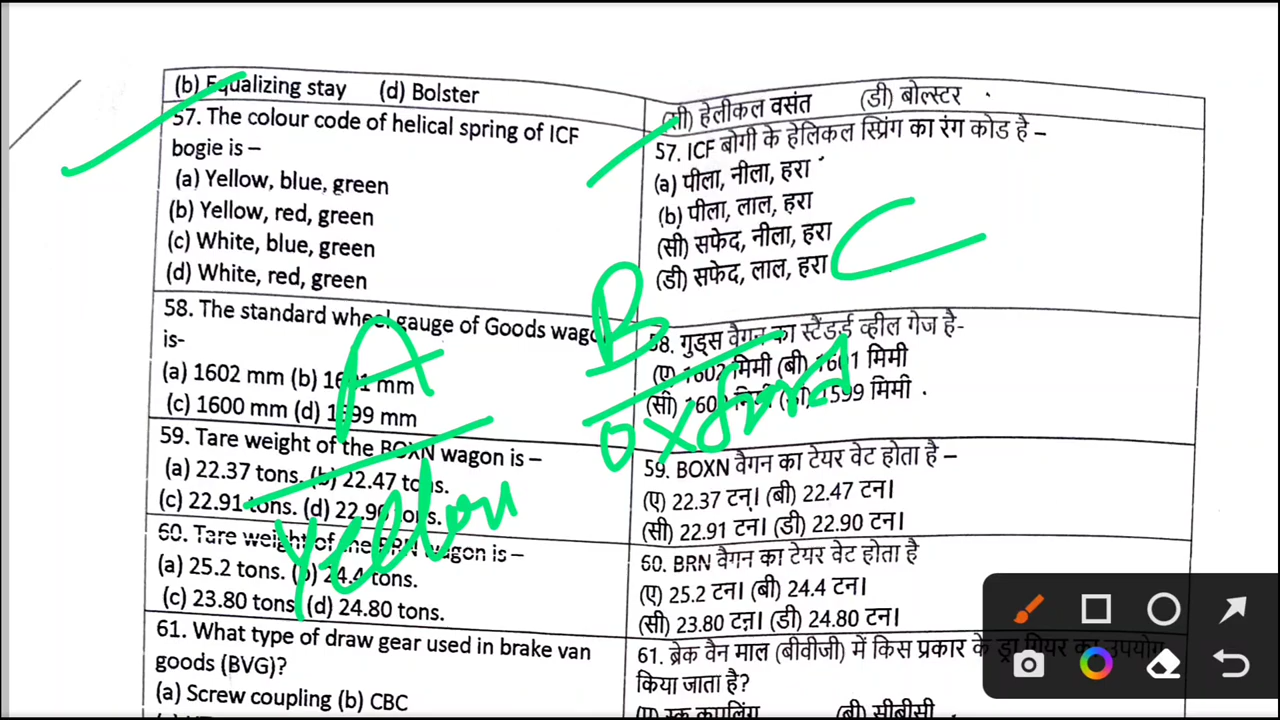 (b) Equalizing stay (d) Bolster
57. The colour code of helical spring of ICF
bogie is –
(a) Yellow, blue, green
(b) Yellow, red, green
(c) White, blue, green
(d) White, red, green
58. The standard wheel gauge of Goods wagon
is-
(a) 1602 mm (b) 1601 mm
(c) 1600 mm (d) 1599 mm
59. Tare weight of the BOXN wagon is –
(a) 22.37 tons. (b) 22.47 tons.
(c) 22.91 tons. (d) 22.90 tons.
60. Tare weight of the BRN wagon is –
(a) 25.2 tons. (b) 24.4 tons.
(c) 23.80 tons. (d) 24.80 tons.
61. What type of draw gear used in brake van
goods (BVG)?
(a) Screw coupling (b) CBC
(सी) हेलीकल वसंत (डी) बोल्स्टर
57. ICF बोगी के हेलिकल स्प्रिंग का रंग कोड है –
(a) पीला, नीला, हरा
(b) पीला, लाल, हरा
(सी) सफेद, नीला, हरा
(डी) सफेद, लाल, हरा
58. गुड्स वैगन का स्टैंडर्ड व्हील गेज है-
(ए) 1602 मिमी (बी) 1601 मिमी
(सी) 1600 मिमी (डी) 1599 मिमी
59. BOXN वैगन का टेयर वेट होता है –
(ए) 22.37 टन। (बी) 22.47 टन।
(सी) 22.91 टन। (डी) 22.90 टन।
60. BRN वैगन का टेयर वेट होता है
(ए) 25.2 टन। (बी) 24.4 टन।
(सी) 23.80 टन। (डी) 24.80 टन।
61. ब्रेक वैन माल (बीवीजी) में किस प्रकार के ड्रा गियर का उपयोग
किया जाता है?
(बी) सीबीसी
A
Yellow
B
Oxford
C